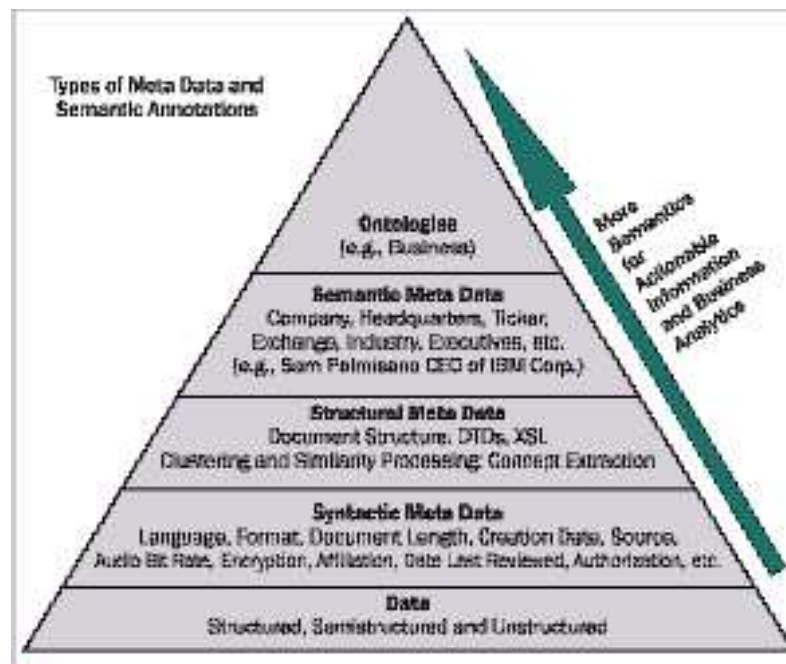 Types of Meta Data and
Semantic Annotations
Ontologies
(e.g., Business)
Semantic Meta Data
Company, Headquarters, Ticker,
Exchange, Industry, Executives, etc.
(e.g., Sam Palmisano CEO of IBM Corp.)
Structural Meta Data
Document Structure, DTDs, XSL
Clustering and Similarity Processing: Concept Extraction
Syntactic Meta Data
Language, Format, Document Length, Creation Date, Source,
Audio Bit Rate, Encryption, Affiliation, Date Last Reviewed, Authorization, etc.
Data
Structured, Semistructured and Unstructured
More
Semantics
for
Actionable
Information
and Business
Analytics